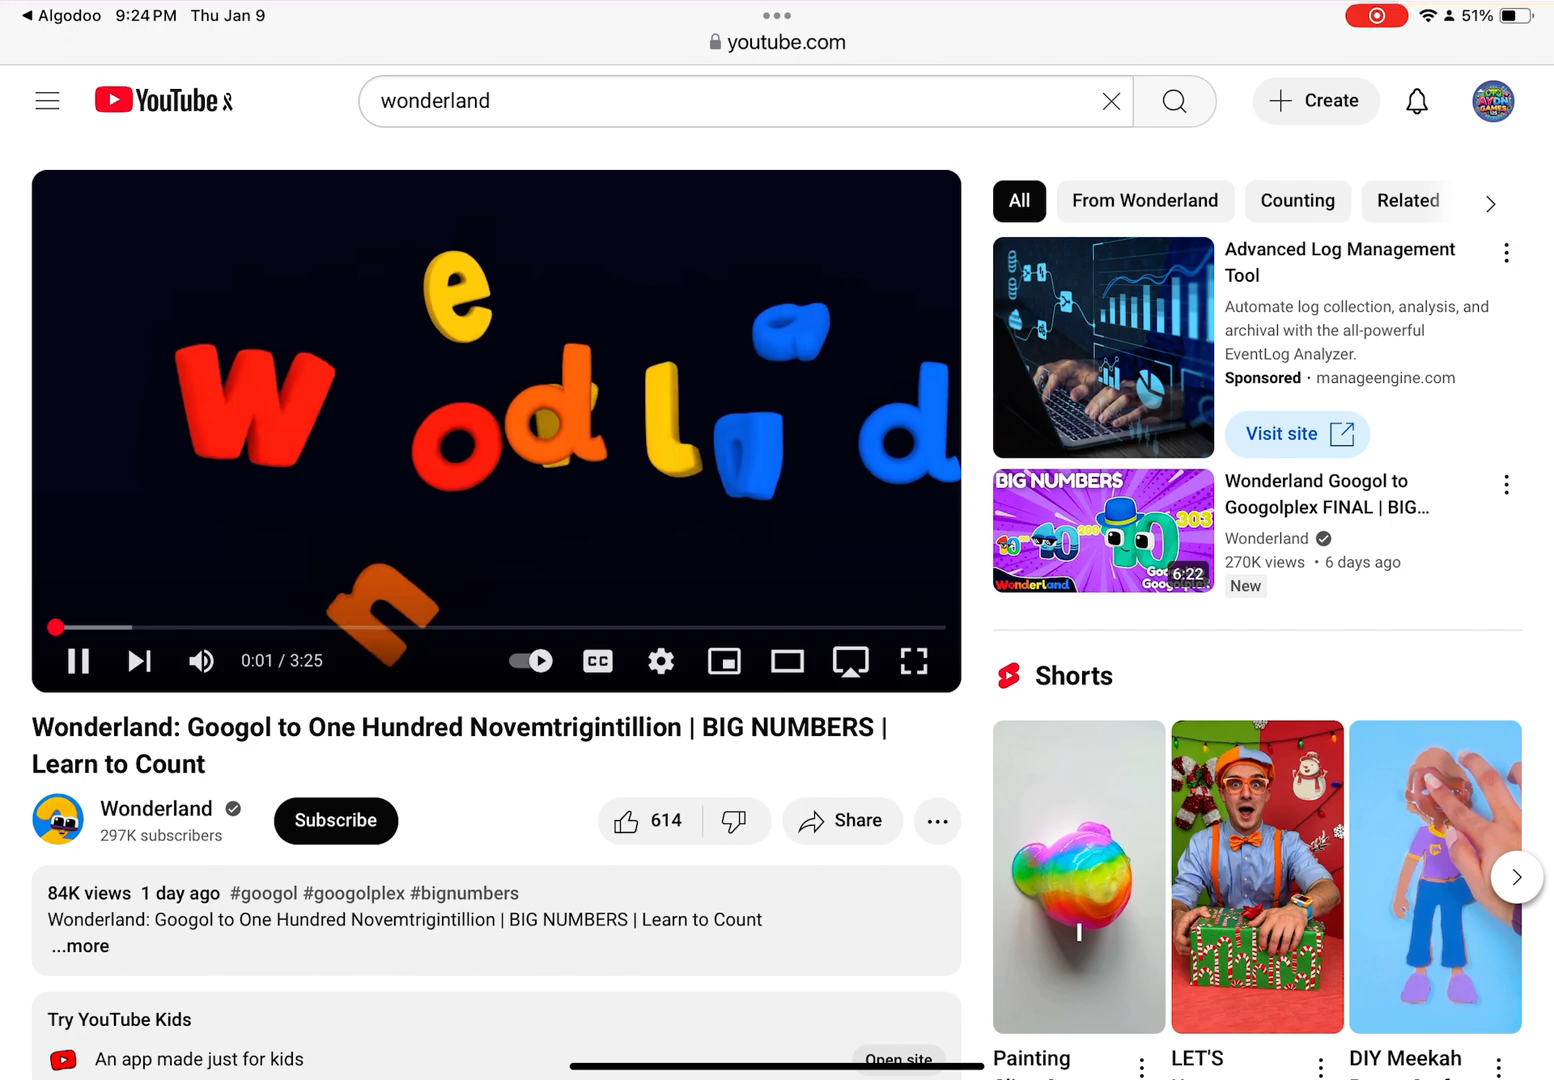 Algodoo 9:24 PM Thu Jan 9
51%
youtube.com
YouTube
wonderland
Create
All
From Wonderland
Counting
Related
e
a
W
o
d
l
a
d
n
0:01 / 3:25
CC
Advanced Log Management
Tool
Automate log collection, analysis, and
archival with the all-powerful
EventLog Analyzer.
Sponsored · manageengine.com
Visit site
BIG NUMBERS
303
200
10
10
10
6:22
Wonderland
Wonderland Googol to
Googolplex FINAL | BIG...
Wonderland
270K views • 6 days ago
New
Shorts
Wonderland: Googol to One Hundred Novemtrigintillion | BIG NUMBERS |
Learn to Count
Wonderland
297K subscribers
Subscribe
614
Share
84K views 1 day ago #googol #googolplex #bignumbers
Wonderland: Googol to One Hundred Novemtrigintillion | BIG NUMBERS | Learn to Count
...more
Try YouTube Kids
An app made just for kids
Open site
Painting
LET'S
DIY Meekah